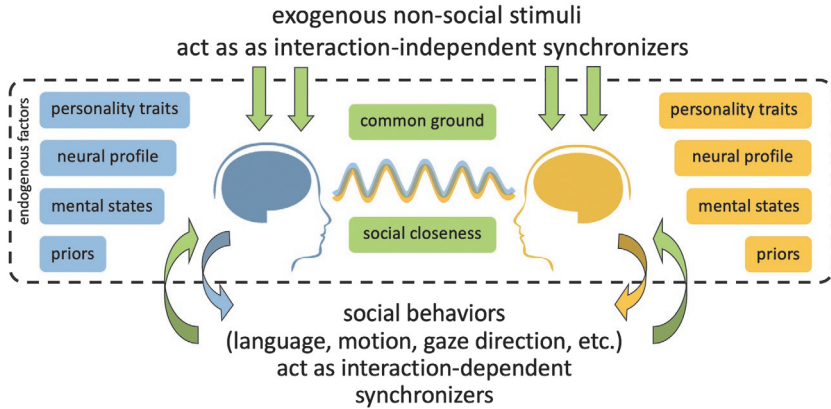 exogenous non-social stimuli
act as as interaction-independent synchronizers
endogenous factors
personality traits
neural profile
mental states
priors
common ground
social closeness
personality traits
neural profile
mental states
priors
social behaviors
(language, motion, gaze direction, etc.)
act as interaction-dependent
synchronizers